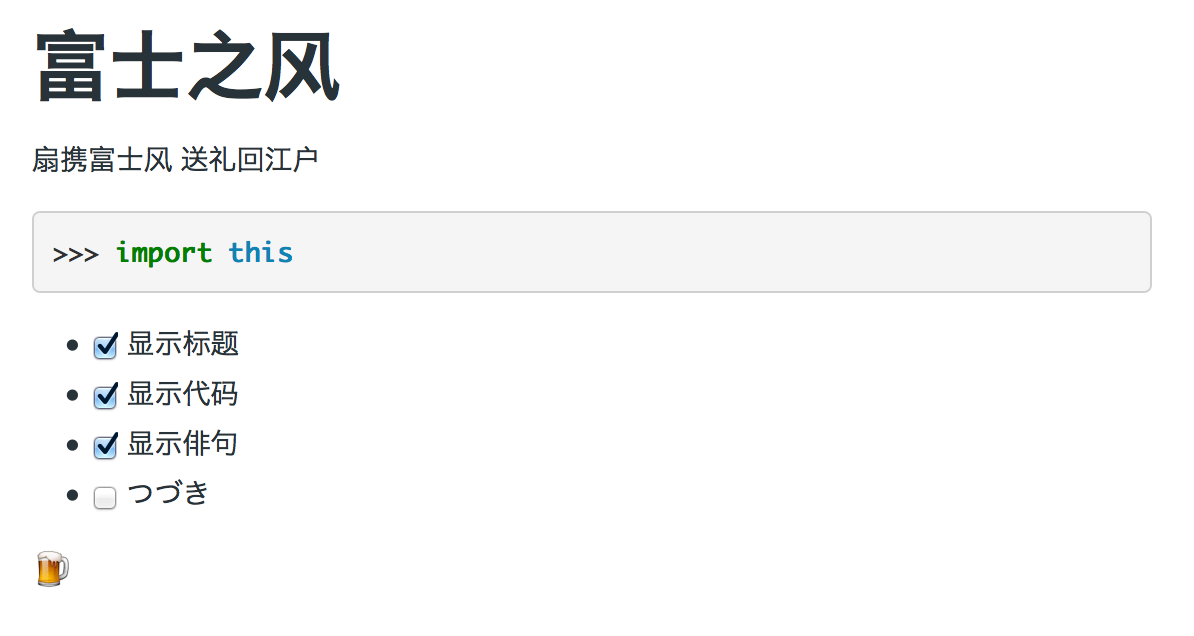 富士之风
扇携富士风 送礼回江户
>>> import this
显示标题
显示代码
显示俳句
つづき